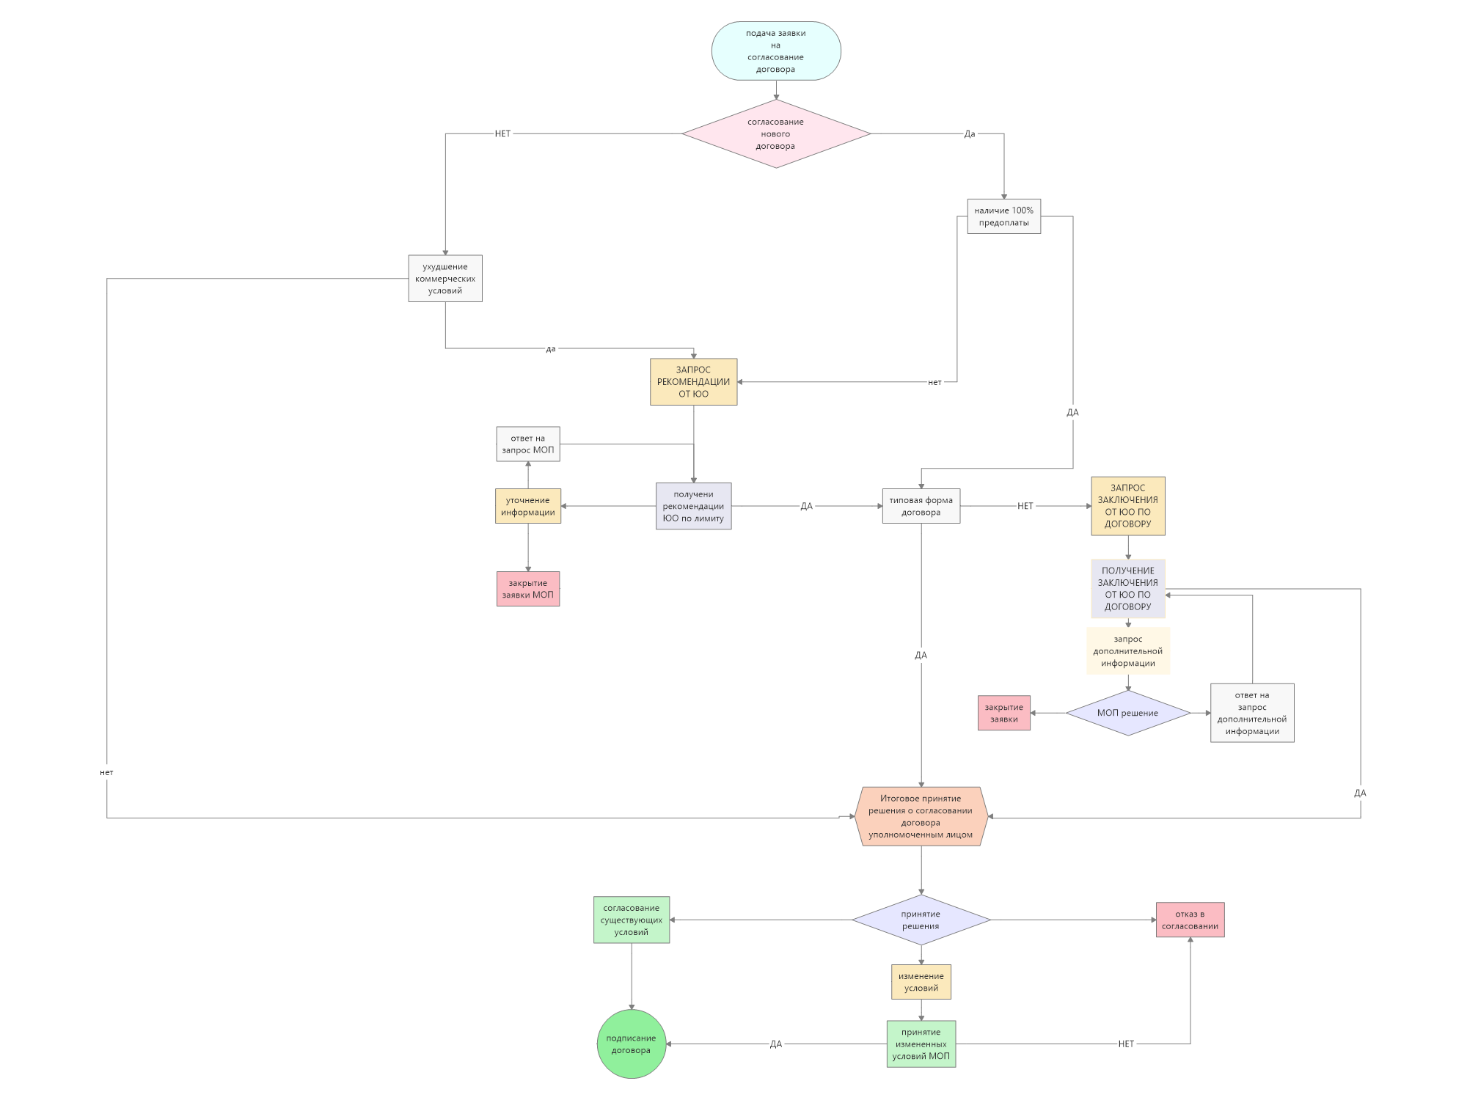 подача заявки
на
согласование
договора
согласование
нового
договора
НЕТ
Да
наличие 100%
предоплаты
ухудшение
коммерческих
условий
да
ЗАПРОС
РЕКОМЕНДАЦИИ
ОТ ЮО
нет
ДА
ответ на
запрос МОП
уточнение
информации
получени
рекомендации
ЮО по лимиту
ДА
типовая форма
договора
НЕТ
ЗАПРОС
ЗАКЛЮЧЕНИЯ
ОТ ЮО ПО
ДОГОВОРУ
закрытие
заявки МОП
ПОЛУЧЕНИЕ
ЗАКЛЮЧЕНИЯ
ОТ ЮО ПО
ДОГОВОРУ
ДА
запрос
дополнительной
информации
закрытие
заявки
МОП решение
ответ на
запрос
дополнительной
информации
нет
ДА
Итоговое принятие
решения о согласовании
договора
уполномоченным лицом
согласование
существующих
условий
принятие
решения
отказ в
согласовании
изменение
условий
подписание
договора
ДА
принятие
измененных
условий МОП
НЕТ